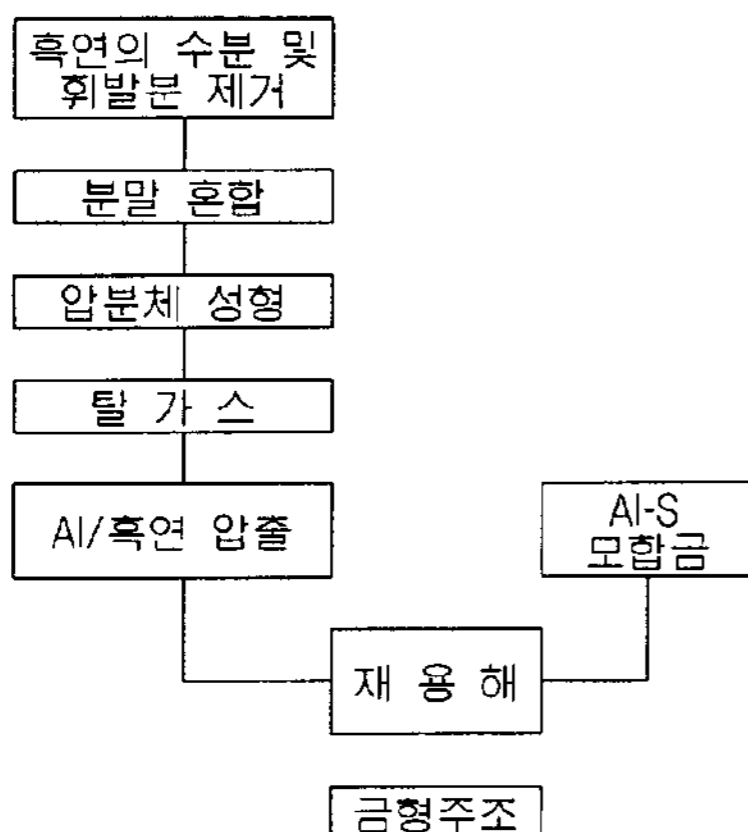 흑연의 수분 및
휘발분 제거
분말 혼합
압분체 성형
탈 가 스
Al/흑연 압출
Al-S
모합금
재 용 해
금형주조